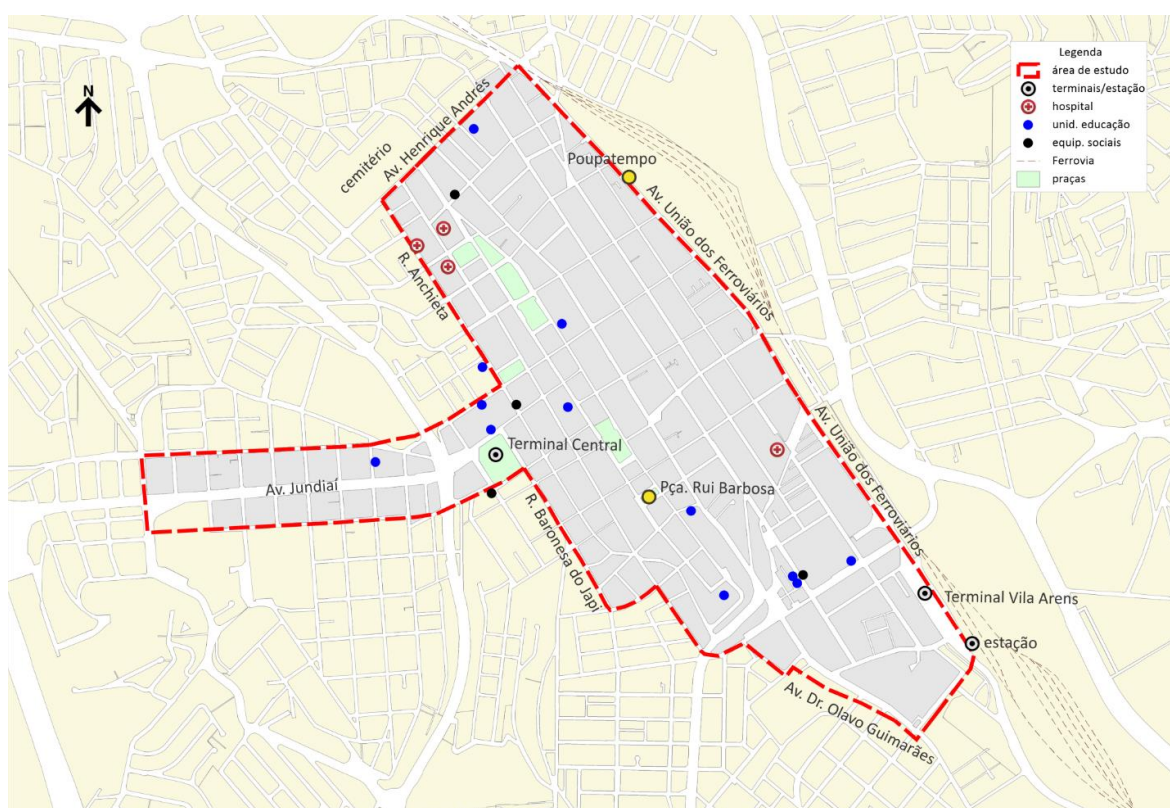 Legenda
área de estudo
terminais/estação
hospital
unid. educação
equip. sociais
Ferrovia
praças
N
cemitério
Av. Henrique Andrés
Poupatempo
Av. União dos Ferroviários
R. Anchieta
Av. União dos Ferroviários
Terminal Central
Av. Jundiaí
Pça. Rui Barbosa
R. Baronesa do Japi
Terminal Vila Arens
estação
Av. Dr. Olavo Guimarães